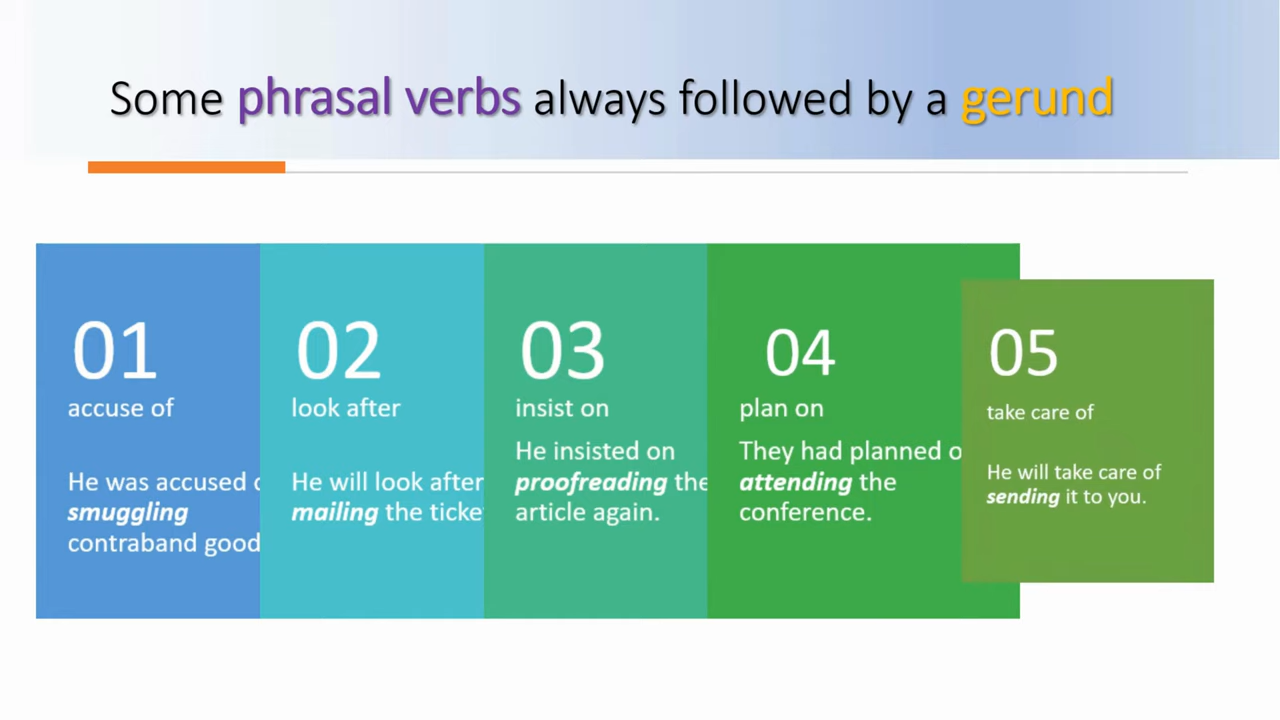 Some phrasal verbs always followed by a gerund
01
accuse of
He was accused
smuggling
contraband good
02
look after
He will look after
mailing the ticke
03
insist on
He insisted on
proofreading the
article again.
04
plan on
They had planned o
attending the
conference.
05
take care of
He will take care of
sending it to you.